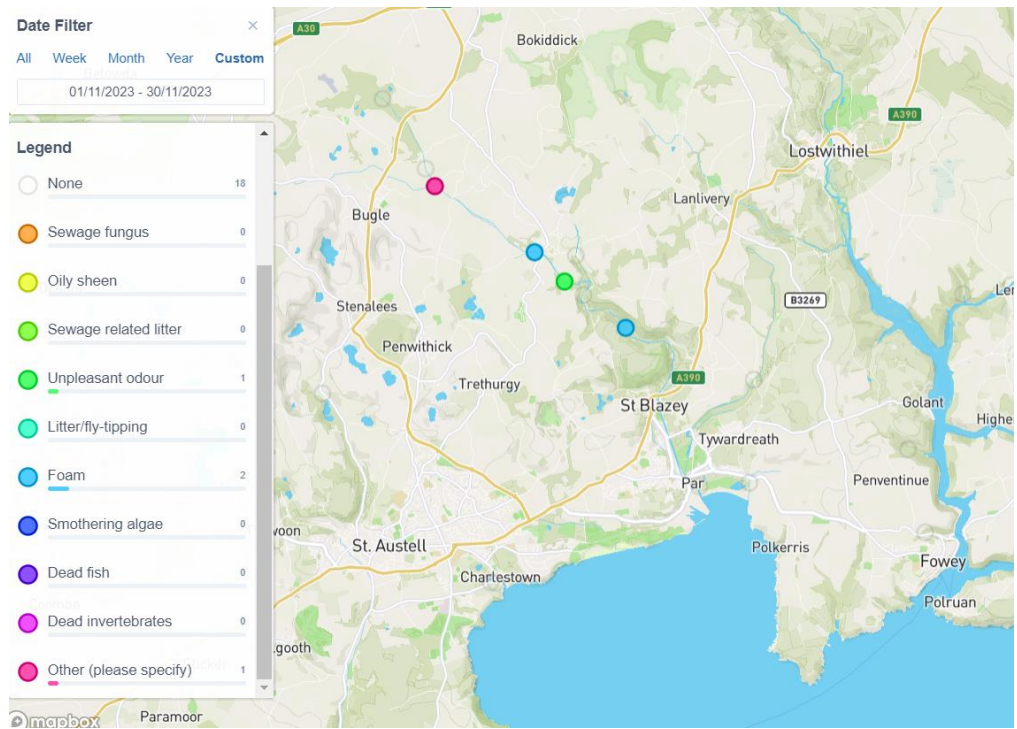 Date Filter ×
All Week Month Year Custom
01/11/2023 - 30/11/2023
Legend
None 18
Sewage fungus 0
Oily sheen 0
Sewage related litter 0
Unpleasant odour 1
Litter/fly-tipping 0
Foam 2
Smothering algae 0
Dead fish 0
Dead invertebrates 0
Other (please specify) 1
mapbox
A30
Bokiddick
A390
Lostwithiel
Lanlivery
Bugle
B3269
Stenalees
Penwithick
Trethurgy
A390
St Blazey
Golant
Tywardreath
Par
Penventinue
St. Austell
Polkerris
Fowey
Charlestown
Polruan
Paramoor